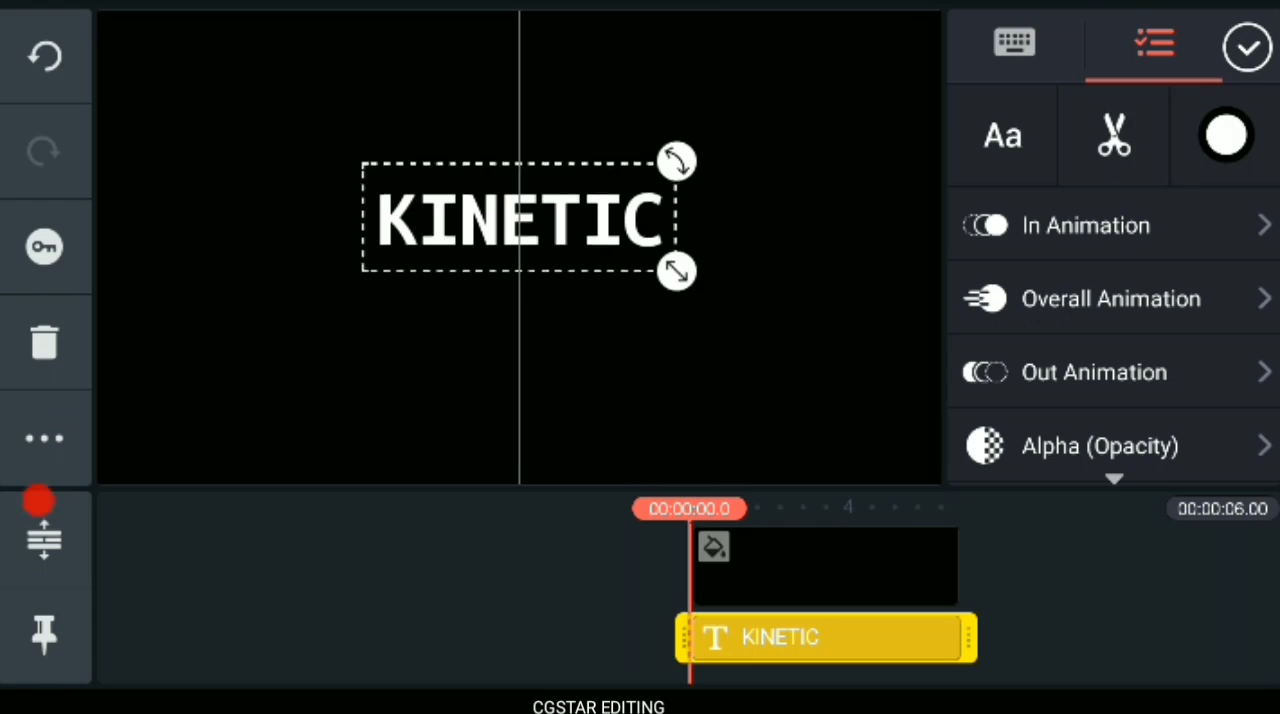 KINETIC
Aa
In Animation
Overall Animation
Out Animation
Alpha (Opacity)
00:00:00.0
4
00:00:06.00
T KINETIC
CGSTAR EDITING